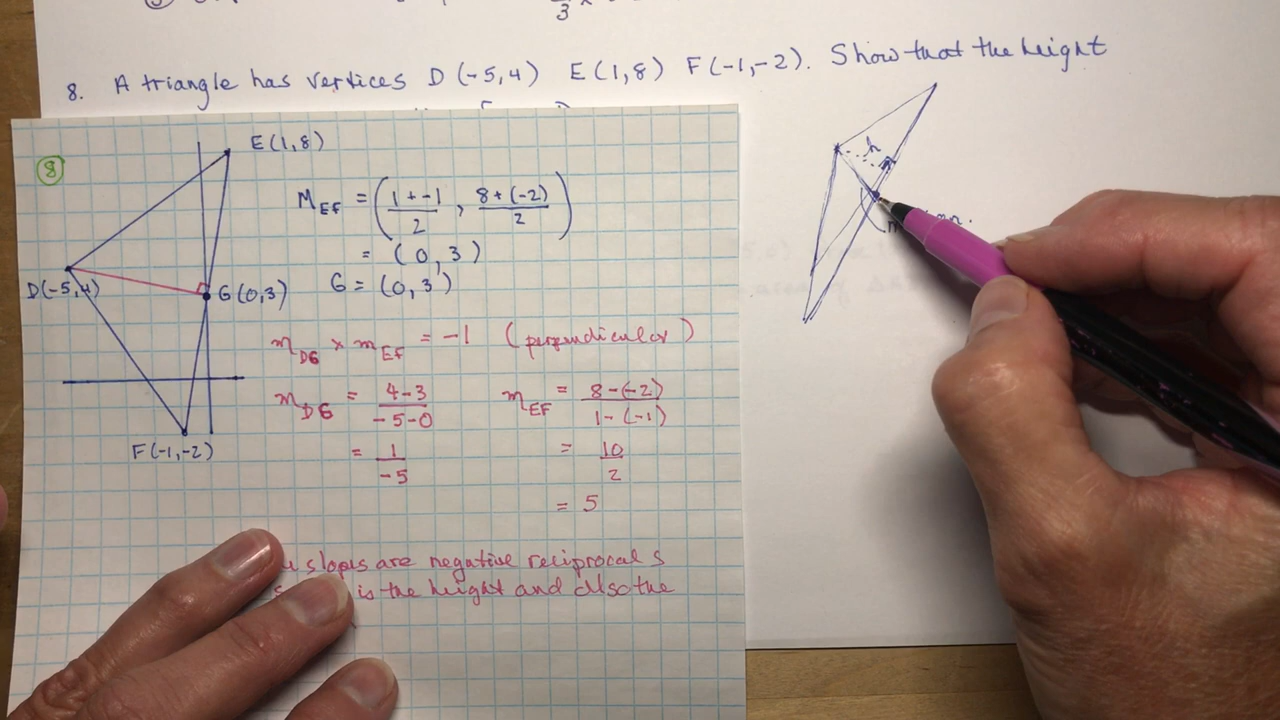 8. A triangle has vertices D(-5,4) E(1,8) F(-1,-2). Show that the height
8
E(1,8)
D(-5,4)
G(0,3)
F(-1,-2)
M_EF = ( (1+-1)/2 , (8+(-2))/2 )
= (0,3)
G = (0,3)
m_DG × m_EF = -1 (perpendicular)
m_DG = (4-3)/(-5-0)
= 1/-5
m_EF = (8-(-2))/(1-(-1))
= 10/2
= 5
slopes are negative reciprocals
is the height and also the
h